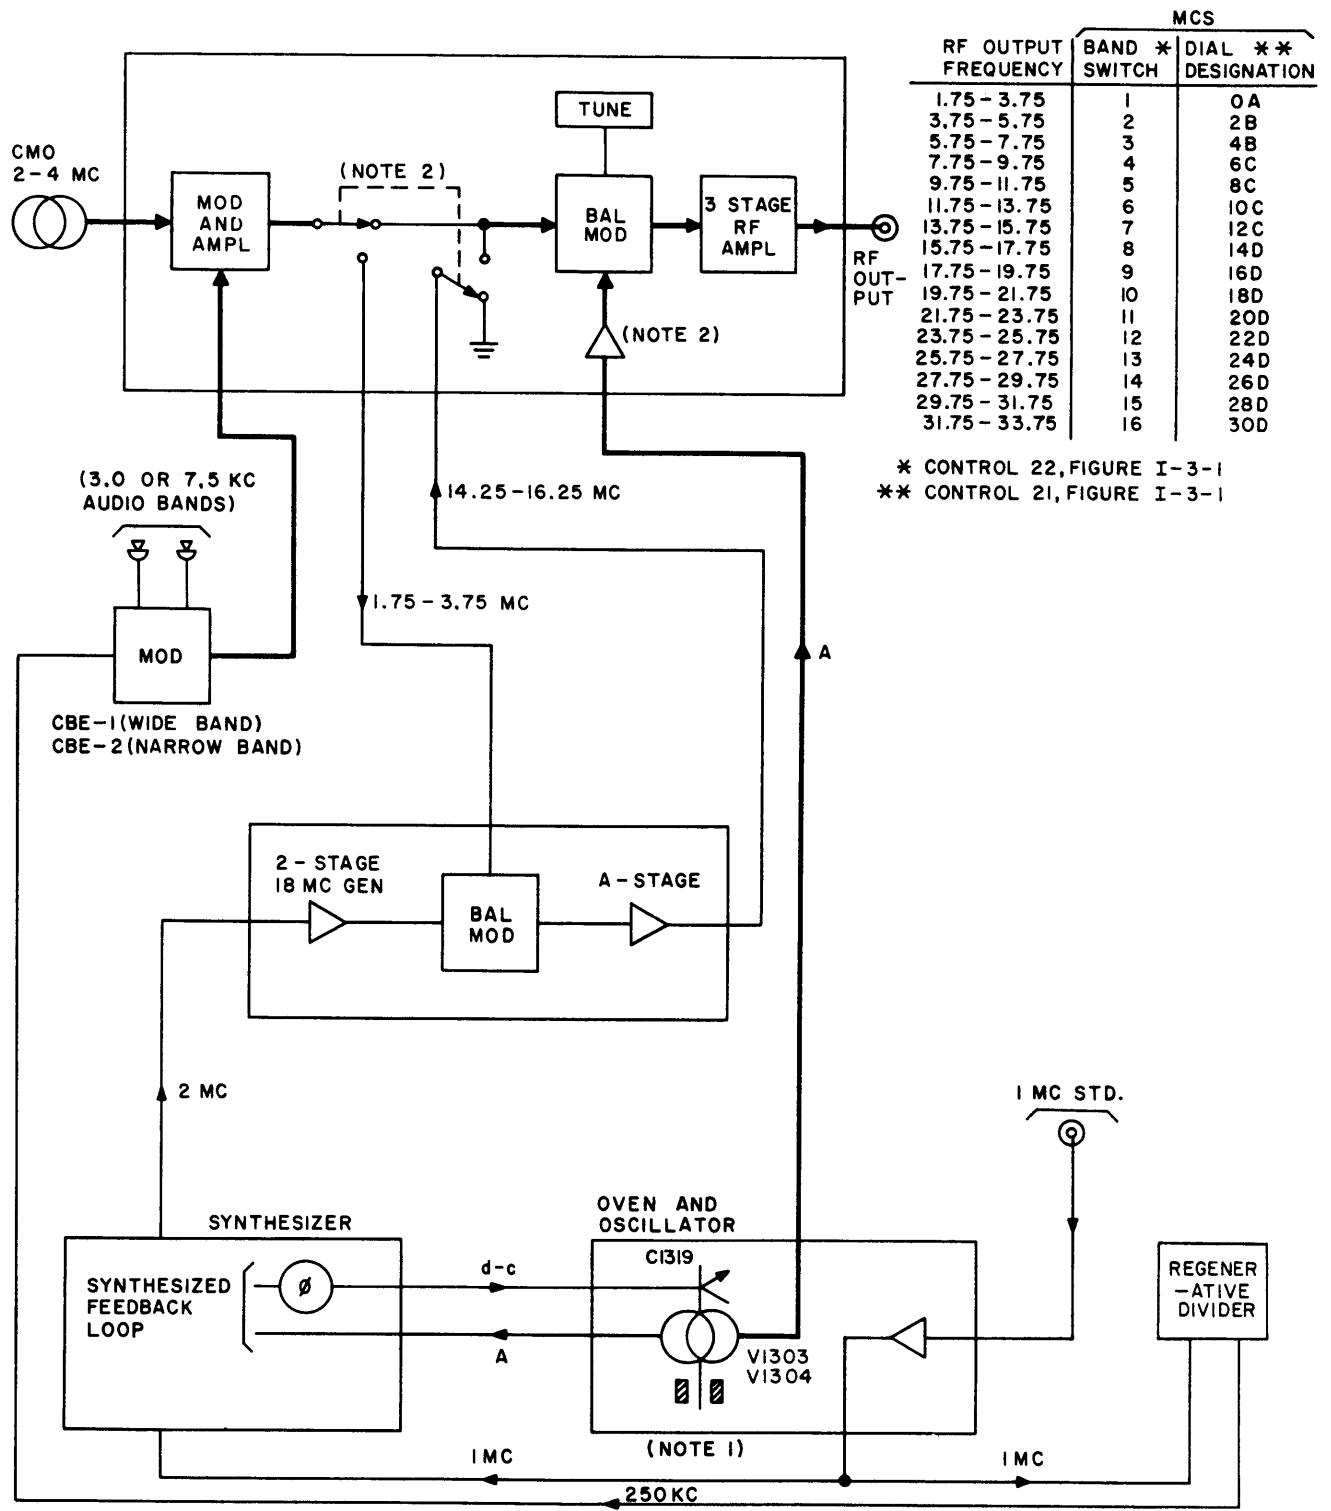 MCS
RF OUTPUT FREQUENCY BAND * SWITCH DIAL ** DESIGNATION
1.75-3.75 1 0A
3.75-5.75 2 2B
5.75-7.75 3 4B
7.75-9.75 4 6C
9.75-11.75 5 8C
11.75-13.75 6 10C
13.75-15.75 7 12C
15.75-17.75 8 14D
17.75-19.75 9 16D
19.75-21.75 10 18D
21.75-23.75 11 20D
23.75-25.75 12 22D
25.75-27.75 13 24D
27.75-29.75 14 26D
29.75-31.75 15 28D
31.75-33.75 16 30D
* CONTROL 22, FIGURE I-3-1
** CONTROL 21, FIGURE I-3-1
TUNE
CMO
2-4 MC
MOD
AND
AMPL
(NOTE 2)
BAL
MOD
3 STAGE
RF
AMPL
RF
OUT-
PUT
(NOTE 2)
(3.0 OR 7.5 KC
AUDIO BANDS)
14.25-16.25 MC
1.75-3.75 MC
A
MOD
CBE-1 (WIDE BAND)
CBE-2 (NARROW BAND)
2-STAGE
18 MC GEN
BAL
MOD
A-STAGE
2 MC
1 MC STD.
SYNTHESIZER
SYNTHESIZED
FEEDBACK
LOOP
Ø
d-c
A
OVEN AND
OSCILLATOR
C1319
V1303
V1304
(NOTE 1)
REGENER
-ATIVE
DIVIDER
1MC
1MC
250KC